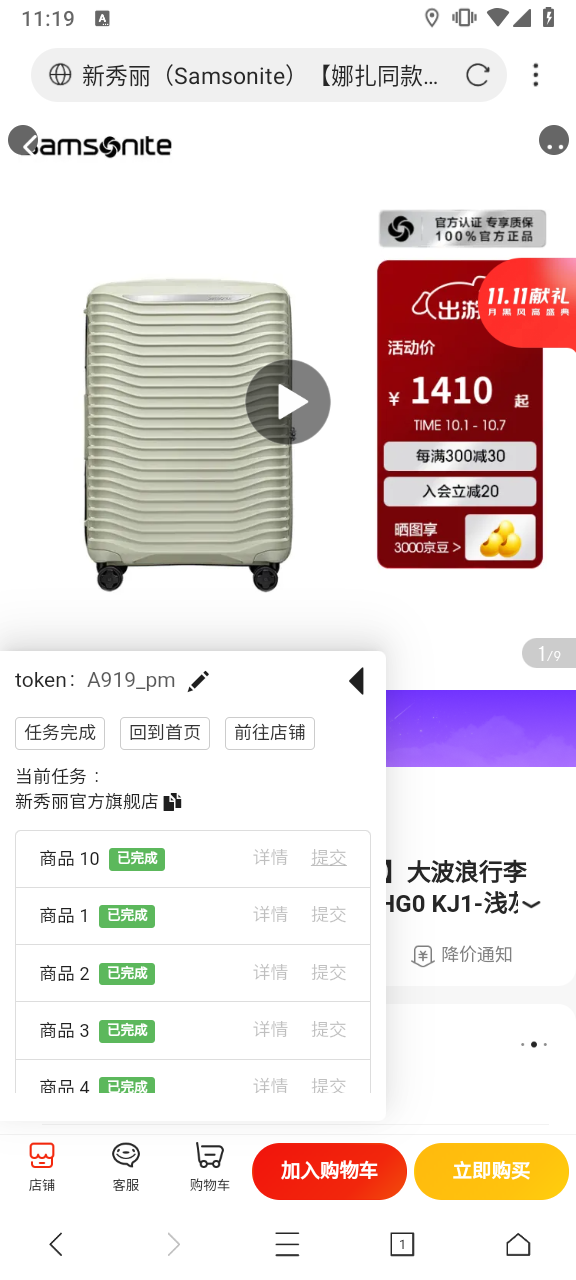 11:19
A
新秀丽（Samsonite）【娜扎同款...
Samsonite
官方认证 专享质保
100%官方正品
11.11献礼
月黑风高盛典
出游
活动价
¥ 1410 起
TIME 10.1 - 10.7
每满300减30
入会立减20
晒图享
3000京豆 >
1/9
token： A919_pm
任务完成 回到首页 前往店铺
当前任务：
新秀丽官方旗舰店
商品 10 已完成 详情 提交
商品 1 已完成 详情 提交
商品 2 已完成 详情 提交
商品 3 已完成 详情 提交
商品 4 已完成 详情 提交
】大波浪行李
HG0 KJ1-浅灰
降价通知
店铺 客服 购物车 加入购物车 立即购买
1